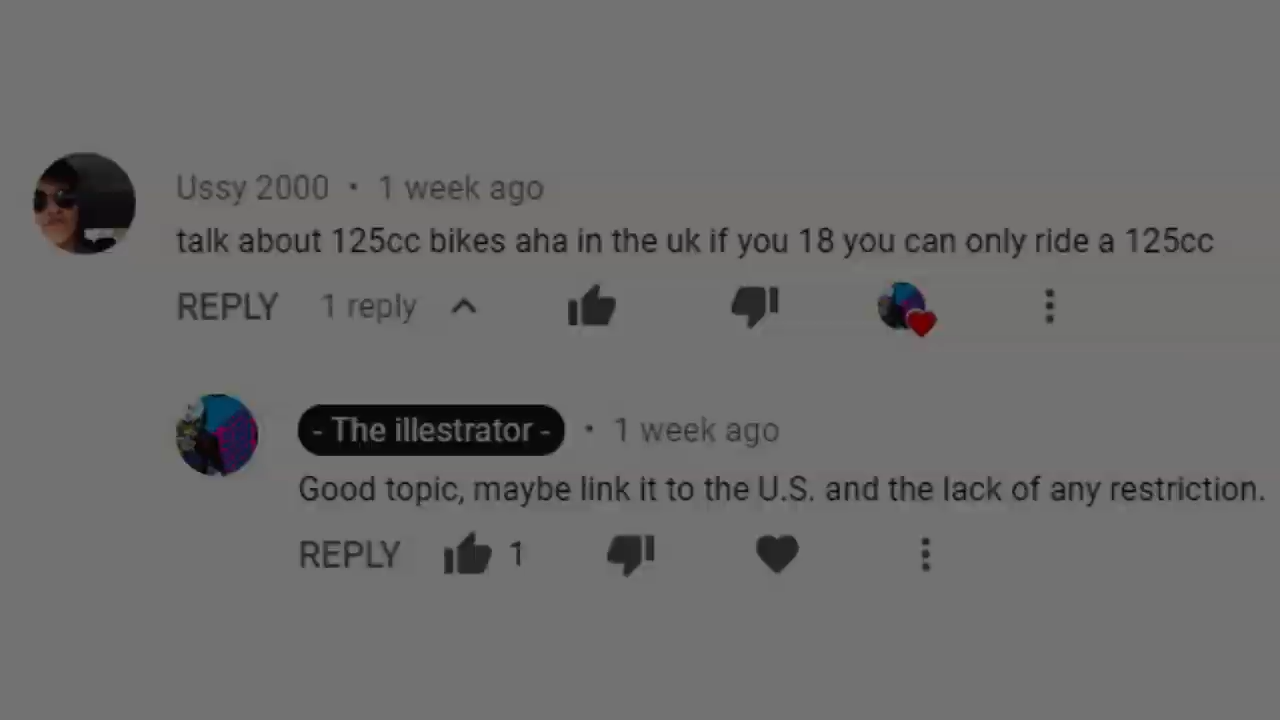 Ussy 2000 • 1 week ago
talk about 125cc bikes aha in the uk if you 18 you can only ride a 125cc
REPLY 1 reply
- The illestrator - • 1 week ago
Good topic, maybe link it to the U.S. and the lack of any restriction.
REPLY 1